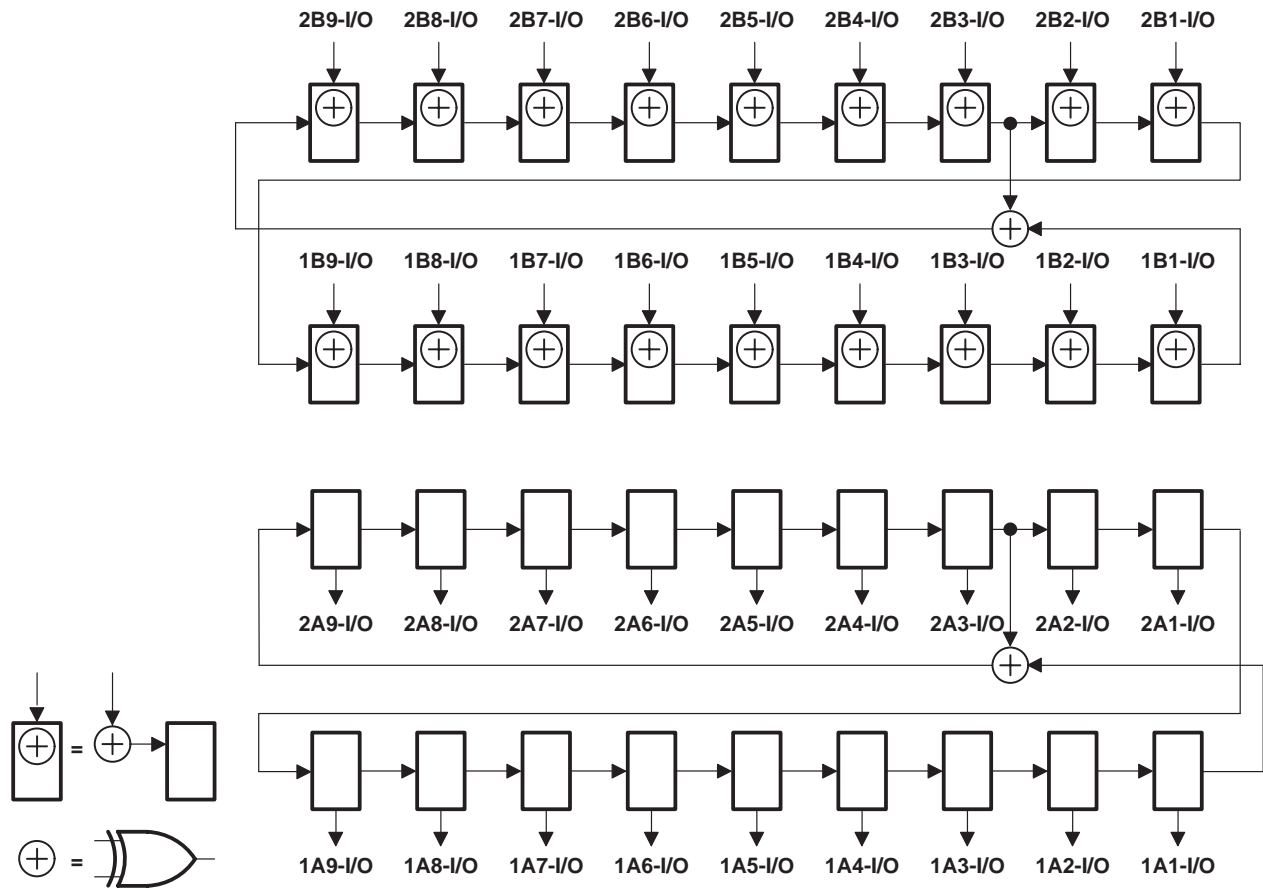 2B9-I/O 2B8-I/O 2B7-I/O 2B6-I/O 2B5-I/O 2B4-I/O 2B3-I/O 2B2-I/O 2B1-I/O
1B9-I/O 1B8-I/O 1B7-I/O 1B6-I/O 1B5-I/O 1B4-I/O 1B3-I/O 1B2-I/O 1B1-I/O
2A9-I/O 2A8-I/O 2A7-I/O 2A6-I/O 2A5-I/O 2A4-I/O 2A3-I/O 2A2-I/O 2A1-I/O
=
1A9-I/O 1A8-I/O 1A7-I/O 1A6-I/O 1A5-I/O 1A4-I/O 1A3-I/O 1A2-I/O 1A1-I/O
=